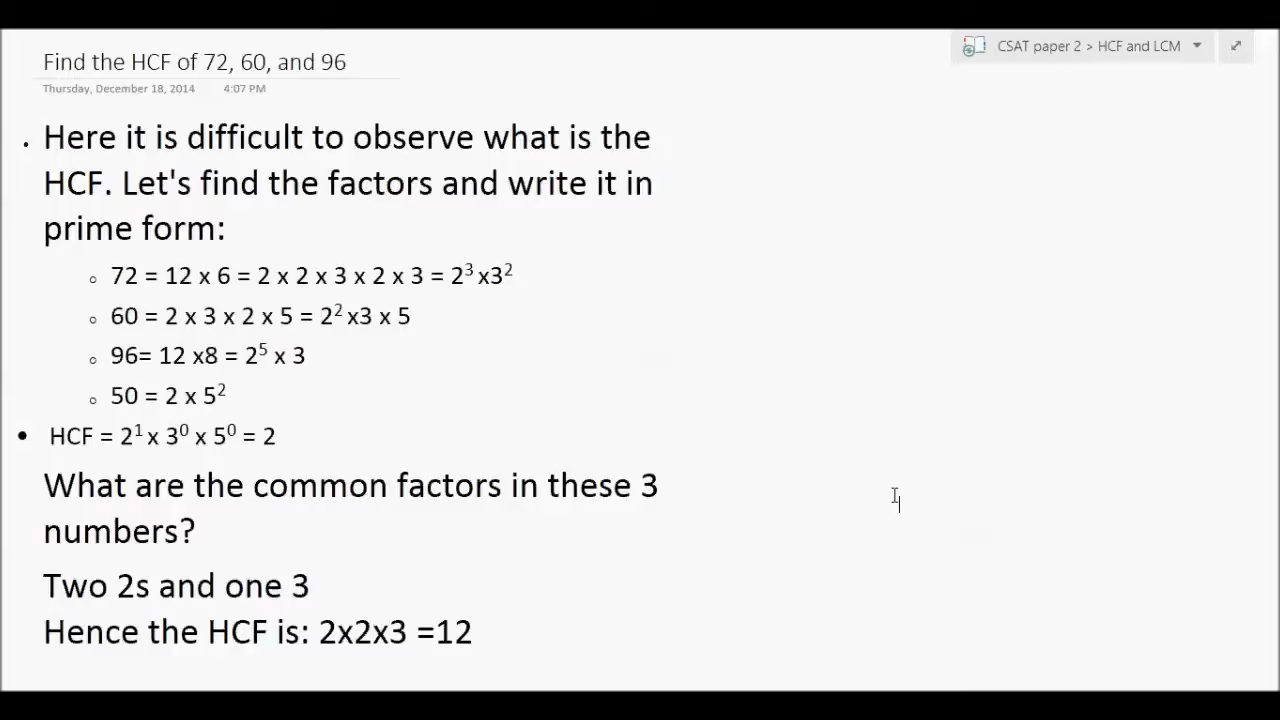 Find the HCF of 72, 60, and 96
CSAT paper 2 > HCF and LCM
Thursday, December 18, 2014 4:07 PM
Here it is difficult to observe what is the
HCF. Let's find the factors and write it in
prime form:
72 = 12 x 6 = 2 x 2 x 3 x 2 x 3 = 2³ x3²
60 = 2 x 3 x 2 x 5 = 2² x3 x 5
96= 12 x8 = 2⁵ x 3
50 = 2 x 5²
HCF = 2¹ x 3⁰ x 5⁰ = 2
What are the common factors in these 3
numbers?
Two 2s and one 3
Hence the HCF is: 2x2x3 =12